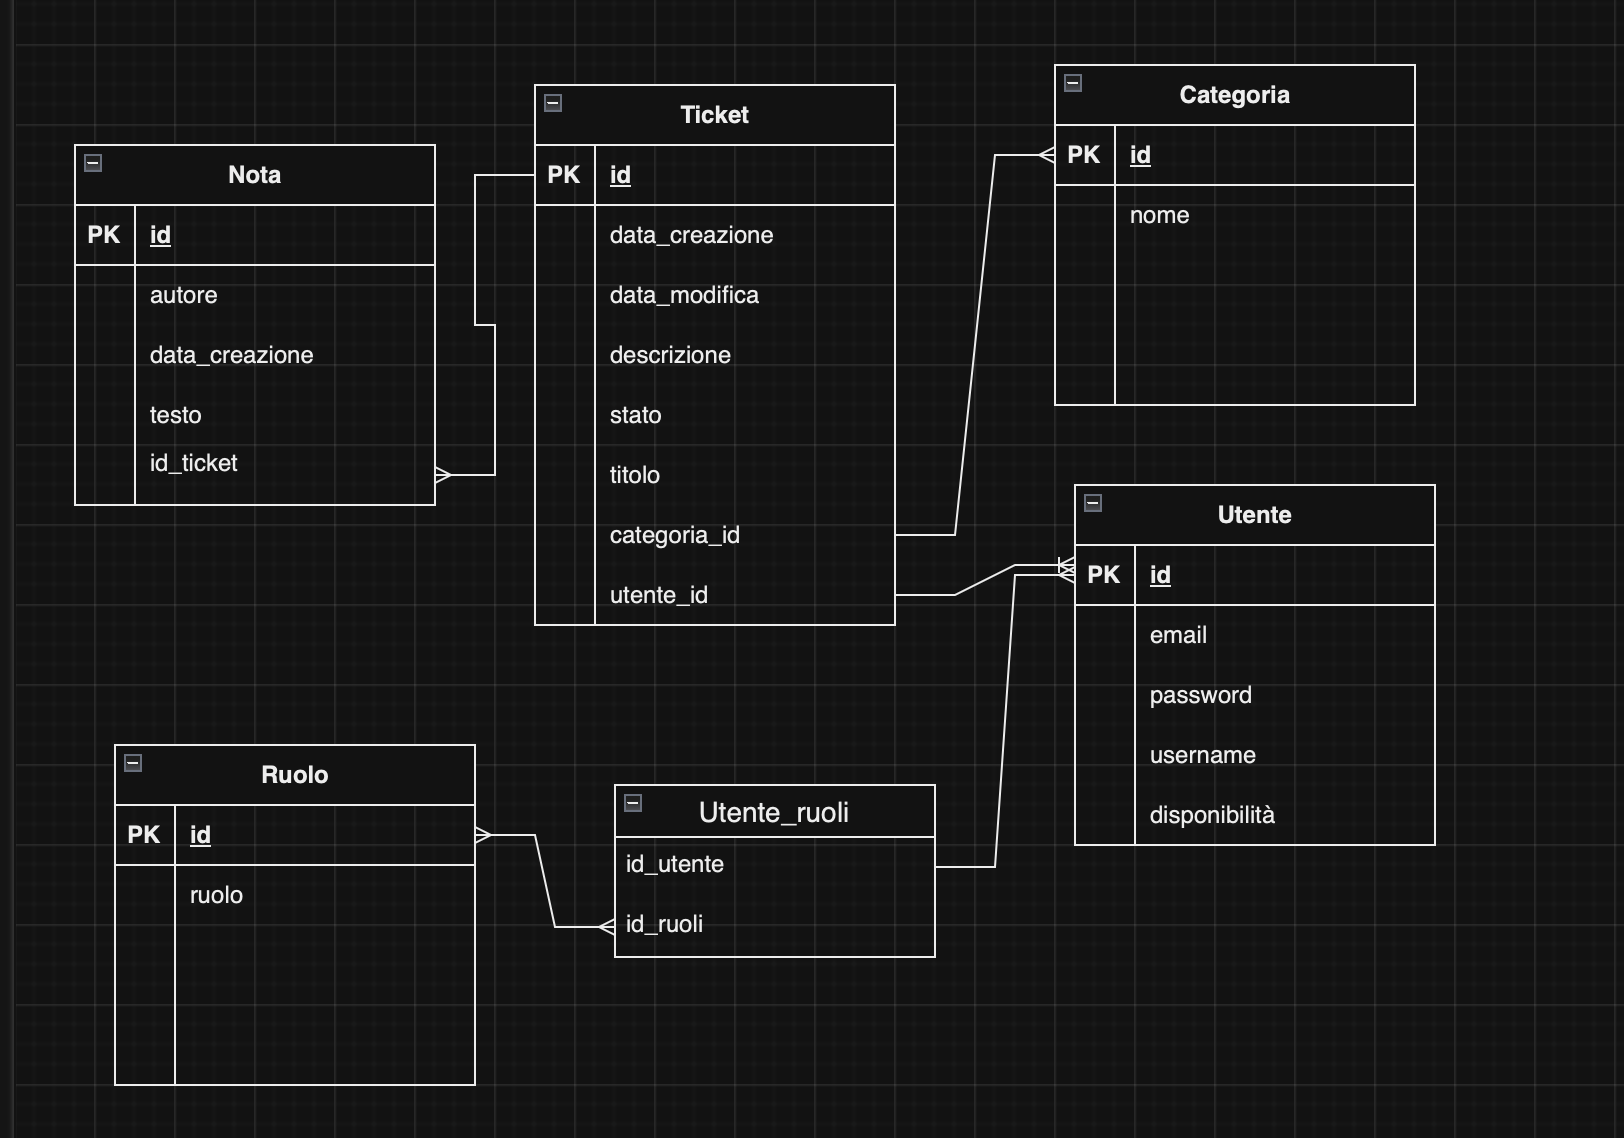 Nota
PK id
autore
data_creazione
testo
id_ticket
Ticket
PK id
data_creazione
data_modifica
descrizione
stato
titolo
categoria_id
utente_id
Categoria
PK id
nome
Utente
PK id
email
password
username
disponibilità
Ruolo
PK id
ruolo
Utente_ruoli
id_utente
id_ruoli